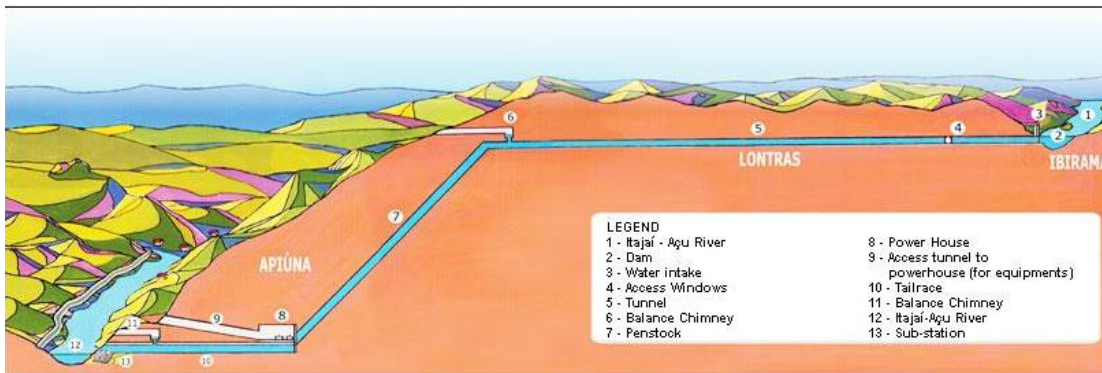 6
5
4
3
1
2
LONTRAS
IBIRAMA
7
APIÚNA
LEGEND
1 - Itajaí - Açu River
2 - Dam
3 - Water intake
4 - Access Windows
5 - Tunnel
6 - Balance Chimney
7 - Penstock
8 - Power House
9 - Access tunnel to
powerhouse (for equipments)
10 - Tailrace
11 - Balance Chimney
12 - Itajaí-Açu River
13 - Sub-station
8
9
11
12
13
10